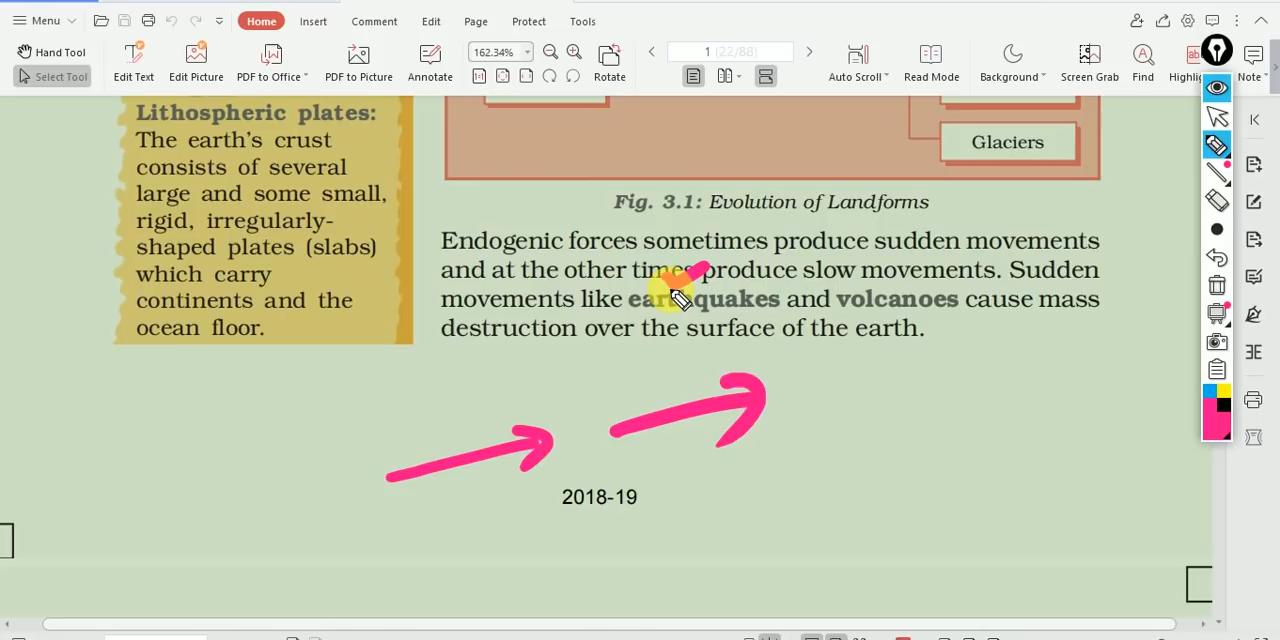 Menu
Home
Insert
Comment
Edit
Page
Protect
Tools
Hand Tool
Select Tool
Edit Text
Edit Picture
PDF to Office
PDF to Picture
Annotate
162.34%
Rotate
1 (22/88)
Auto Scroll
Read Mode
Background
Screen Grab
Find
Note
Lithospheric plates:
The earth's crust
consists of several
large and some small,
rigid, irregularly-
shaped plates (slabs)
which carry
continents and the
ocean floor.
Glaciers
Fig. 3.1: Evolution of Landforms
Endogenic forces sometimes produce sudden movements
and at the other times produce slow movements. Sudden
movements like earthquakes and volcanoes cause mass
destruction over the surface of the earth.
2018-19